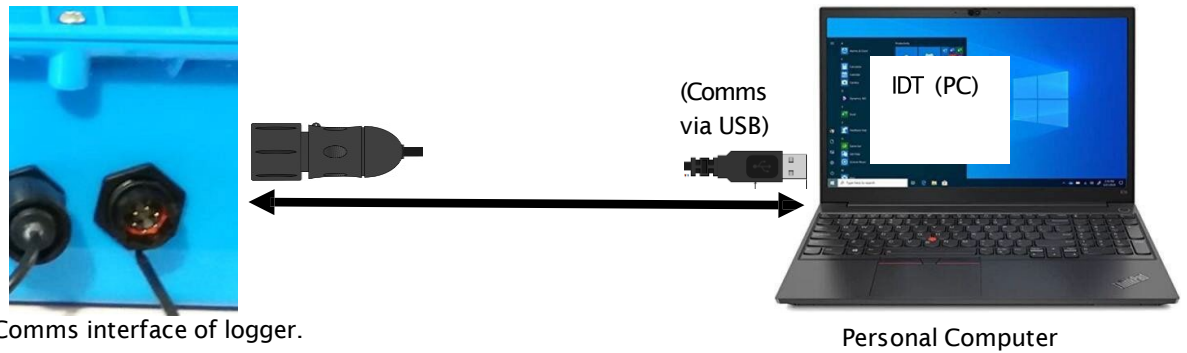 (Comms
via USB)
IDT (PC)
Comms interface of logger.
Personal Computer